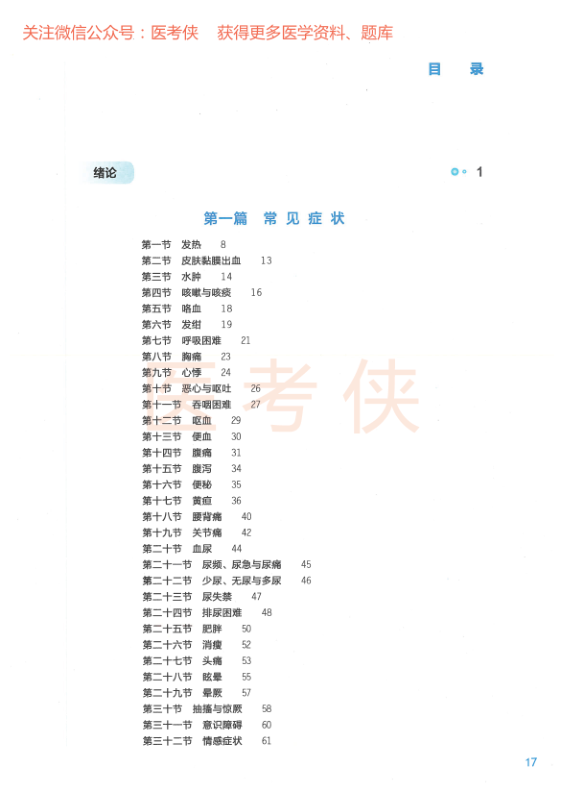 关注微信公众号：医考侠　获得更多医学资料、题库
目　录
绪论　1
第一篇　常见症状
第一节　发热　8
第二节　皮肤黏膜出血　13
第三节　水肿　14
第四节　咳嗽与咳痰　16
第五节　咯血　18
第六节　发绀　19
第七节　呼吸困难　21
第八节　胸痛　23
第九节　心悸　24
第十节　恶心与呕吐　26
第十一节　吞咽困难　27
医考侠
第十二节　呕血　29
第十三节　便血　30
第十四节　腹痛　31
第十五节　腹泻　34
第十六节　便秘　35
第十七节　黄疸　36
第十八节　腰背痛　40
第十九节　关节痛　42
第二十节　血尿　44
第二十一节　尿频、尿急与尿痛　45
第二十二节　少尿、无尿与多尿　46
第二十三节　尿失禁　47
第二十四节　排尿困难　48
第二十五节　肥胖　50
第二十六节　消瘦　52
第二十七节　头痛　53
第二十八节　眩晕　55
第二十九节　晕厥　57
第三十节　抽搐与惊厥　58
第三十一节　意识障碍　60
第三十二节　情感症状　61
17